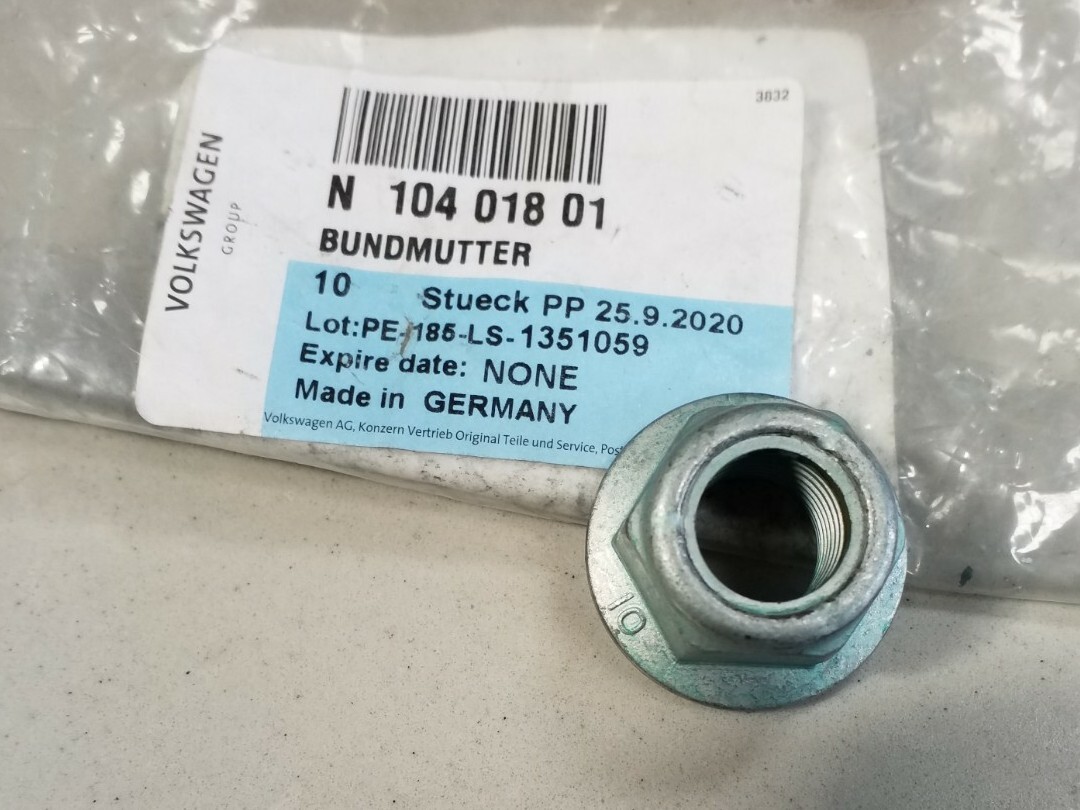 3832
VOLKSWAGEN
GROUP
N 104 018 01
BUNDMUTTER
10 Stueck PP 25.9.2020
Lot:PE-185-LS-1351059
Expire date: NONE
Made in GERMANY
Volkswagen AG, Konzern Vertrieb Original Teile und Service,
10